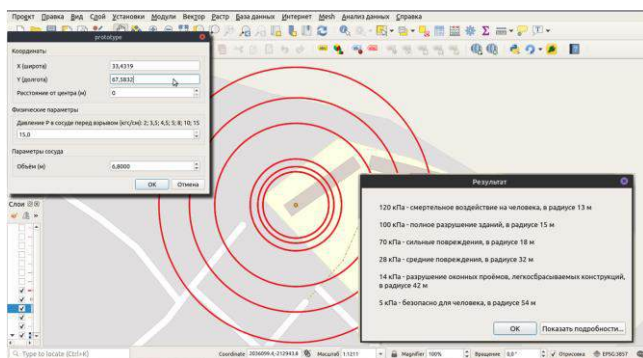 Проект Правка Вид Слой Установки Модули Вектор Растр База данных Интернет Mesh Анализ данных Справка
prototype
Координаты
X (широта) 33,4319
Y (долгота) 67,5832
Расстояние от центра (м) 0
Физические параметры
Давление P в сосуде перед взрывом (кгс/см): 2; 3,5; 4,5; 5; 8; 10; 15
15,0
Параметры сосуда
Объём (м) 6,8000
OK Отмена
Слои
Результат
120 кПа - смертельное воздействие на человека, в радиусе 13 м
100 кПа - полное разрушение зданий, в радиусе 15 м
70 кПа - сильные повреждения, в радиусе 18 м
28 кПа - средние повреждения, в радиусе 32 м
14 кПа - разрушение оконных проёмов, легкосбрасываемых конструкций,
в радиусе 42 м
5 кПа - безопасно для человека, в радиусе 54 м
OK Показать подробности...
Type to locate (Ctrl+K) Coordinate 2036099.4,-212943.8 Масштаб 1:1211 Magnifier 100% Вращение 0,0° Отрисовка EPSG:3857